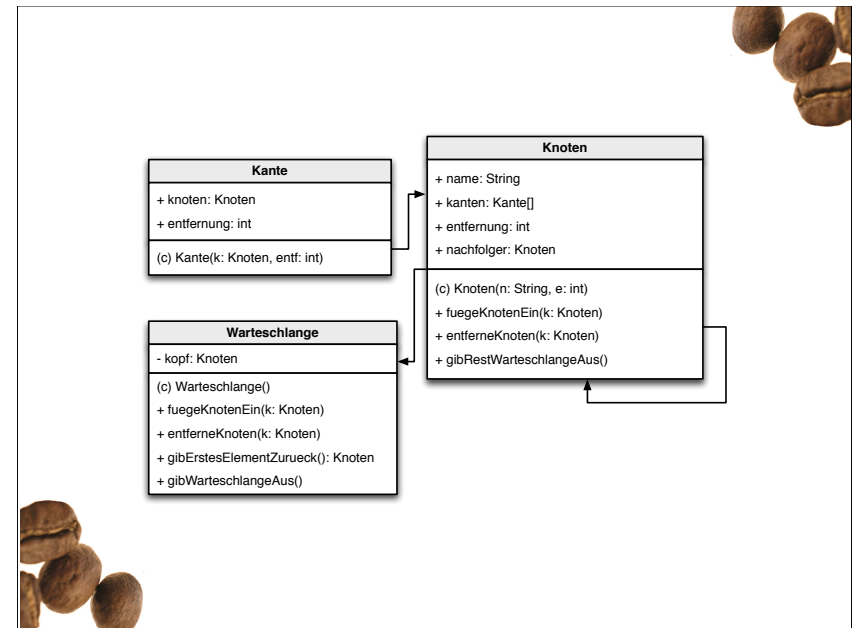 Kante
+ knoten: Knoten
+ entfernung: int
(c) Kante(k: Knoten, entf: int)
Knoten
+ name: String
+ kanten: Kante[]
+ entfernung: int
+ nachfolger: Knoten
(c) Knoten(n: String, e: int)
+ fuegeKnotenEin(k: Knoten)
+ entferneKnoten(k: Knoten)
+ gibRestWarteschlangeAus()
Warteschlange
- kopf: Knoten
(c) Warteschlange()
+ fuegeKnotenEin(k: Knoten)
+ entferneKnoten(k: Knoten)
+ gibErstesElementZurueck(): Knoten
+ gibWarteschlangeAus()